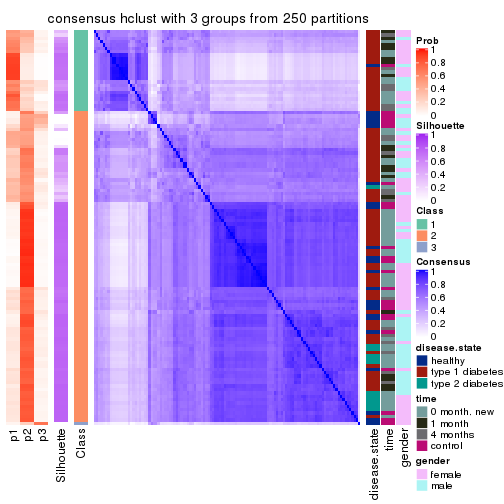 consensus hclust with 3 groups from 250 partitions
Prob
1
0.8
0.6
0.4
0.2
0
Silhouette
1
0.8
0.6
0.4
0.2
0
Class
1
2
3
Consensus
1
0.8
0.6
0.4
0.2
0
disease.state
healthy
type 1 diabetes
type 2 diabetes
time
0 month, new
1 month
4 months
control
gender
female
male
p1
p2
p3
Silhouette
Class
disease.state
time
gender